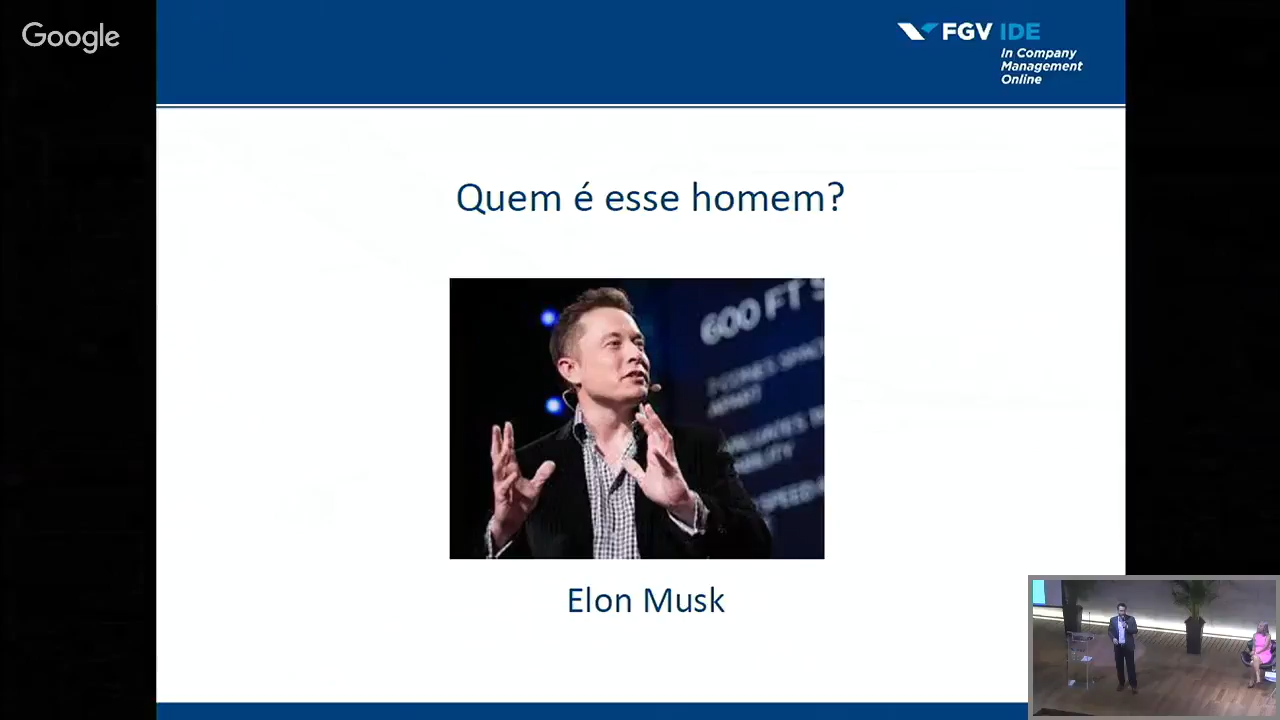 Google
FGV IDE
In Company
Management
Online
Quem é esse homem?
600 FT S
Elon Musk